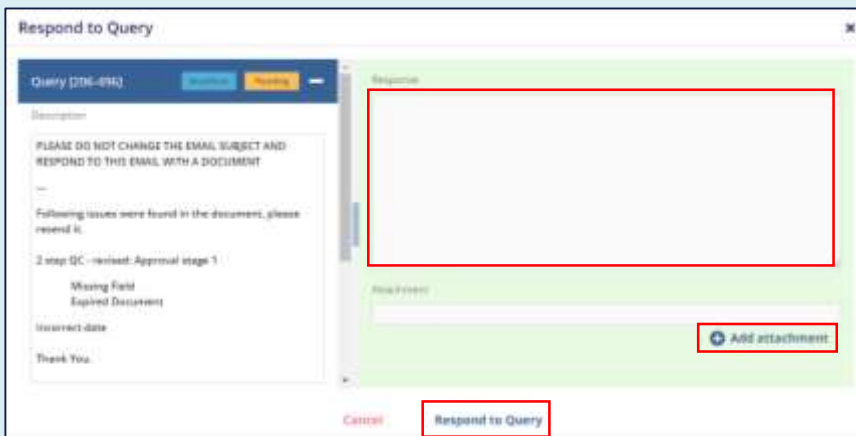 Respond to Query
Query [206-496]
Pending
Description
PLEASE DO NOT CHANGE THE EMAIL SUBJECT AND
RESPOND TO THIS EMAIL WITH A DOCUMENT
---
Following issues were found in the document, please
resend it.
2 step QC - revised: Approval stage 1
Missing Field
Expired Document
Incorrect date
Thank You.
Response
Attachment
Add attachment
Cancel
Respond to Query